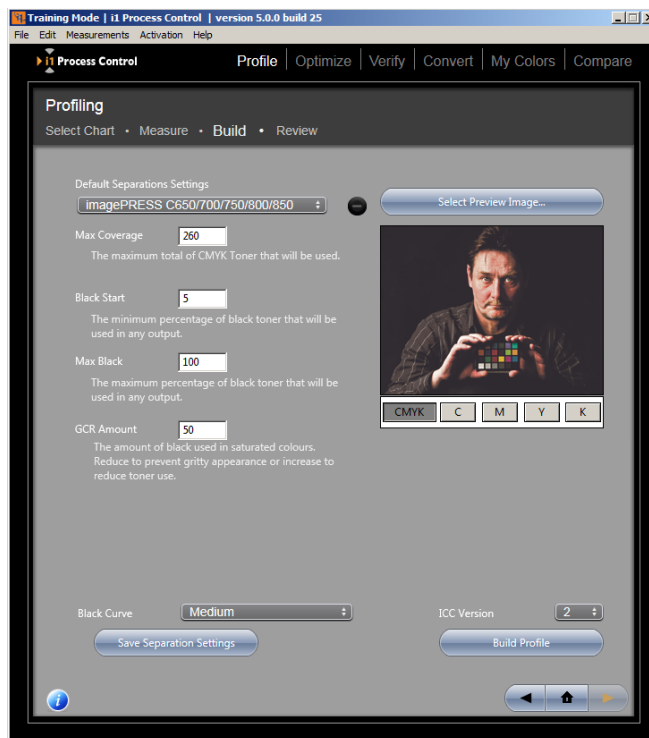 Training Mode | i1 Process Control | version 5.0.0 build 25
File Edit Measurements Activation Help
i1 Process Control
Profile | Optimize | Verify | Convert | My Colors | Compare
Profiling
Select Chart • Measure • Build • Review
Default Separations Settings
imagePRESS C650/700/750/800/850
Select Preview Image...
Max Coverage 260
The maximum total of CMYK Toner that will be used.
Black Start 5
The minimum percentage of black toner that will be
used in any output.
Max Black 100
The maximum percentage of black toner that will be
used in any output.
CMYK C M Y K
GCR Amount 50
The amount of black used in saturated colours.
Reduce to prevent gritty appearance or increase to
reduce toner use.
Black Curve Medium
ICC Version 2
Save Separation Settings
Build Profile
i